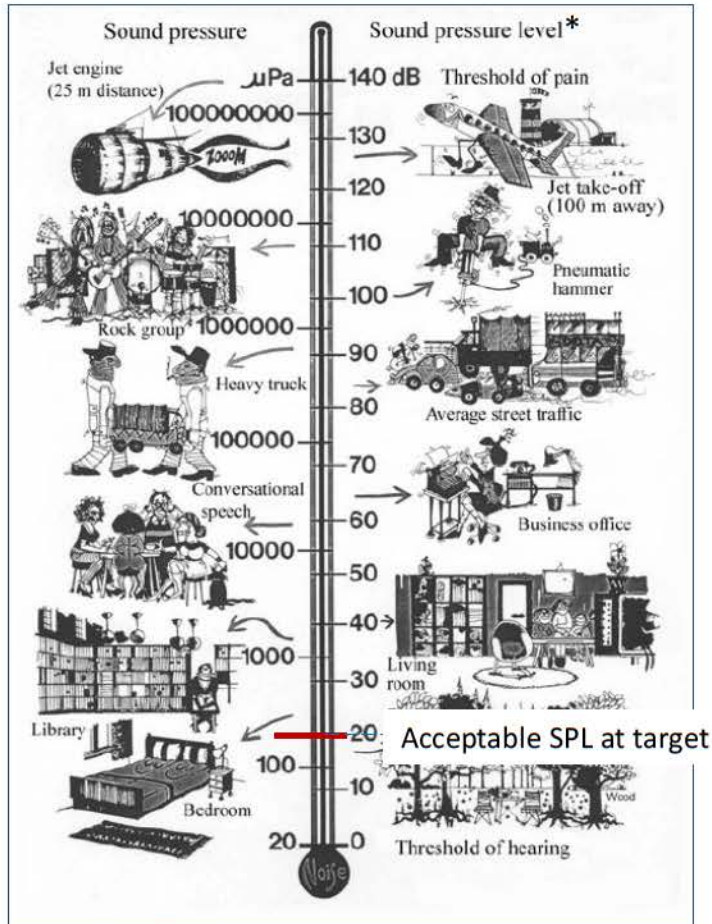 Sound pressure
Sound pressure level*
Jet engine
(25 m distance)
µPa
140 dB
Threshold of pain
1000000000
130
ZOOOM
120
Jet take-off
(100 m away)
10000000
110
Pneumatic
hammer
100
Rock group
1000000
90
Heavy truck
80
Average street traffic
100000
70
Conversational
speech
60
Business office
10000
50
40
1000
Living
room
30
Library
20
Acceptable SPL at target
100
10
Bedroom
Wood
20
0
Threshold of hearing
Noise